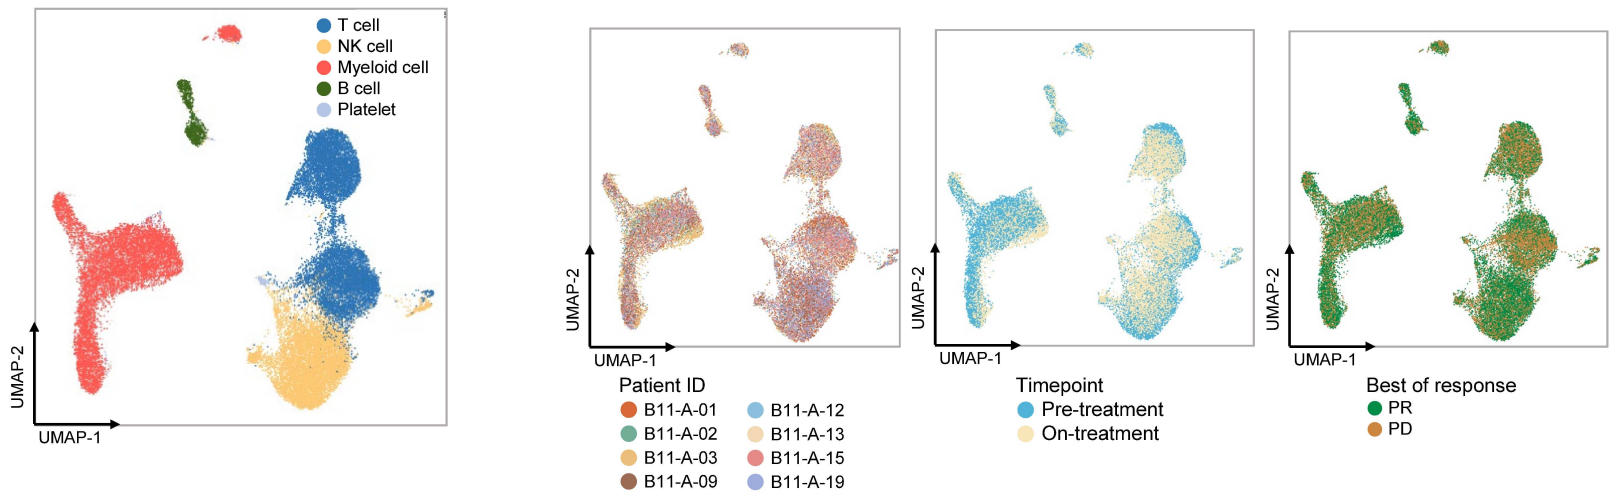 T cell
NK cell
Myeloid cell
B cell
Platelet
UMAP-2
UMAP-1
UMAP-2
UMAP-1
Patient ID
B11-A-01
B11-A-02
B11-A-03
B11-A-09
B11-A-12
B11-A-13
B11-A-15
B11-A-19
UMAP-2
UMAP-1
Timepoint
Pre-treatment
On-treatment
UMAP-2
UMAP-1
Best of response
PR
PD